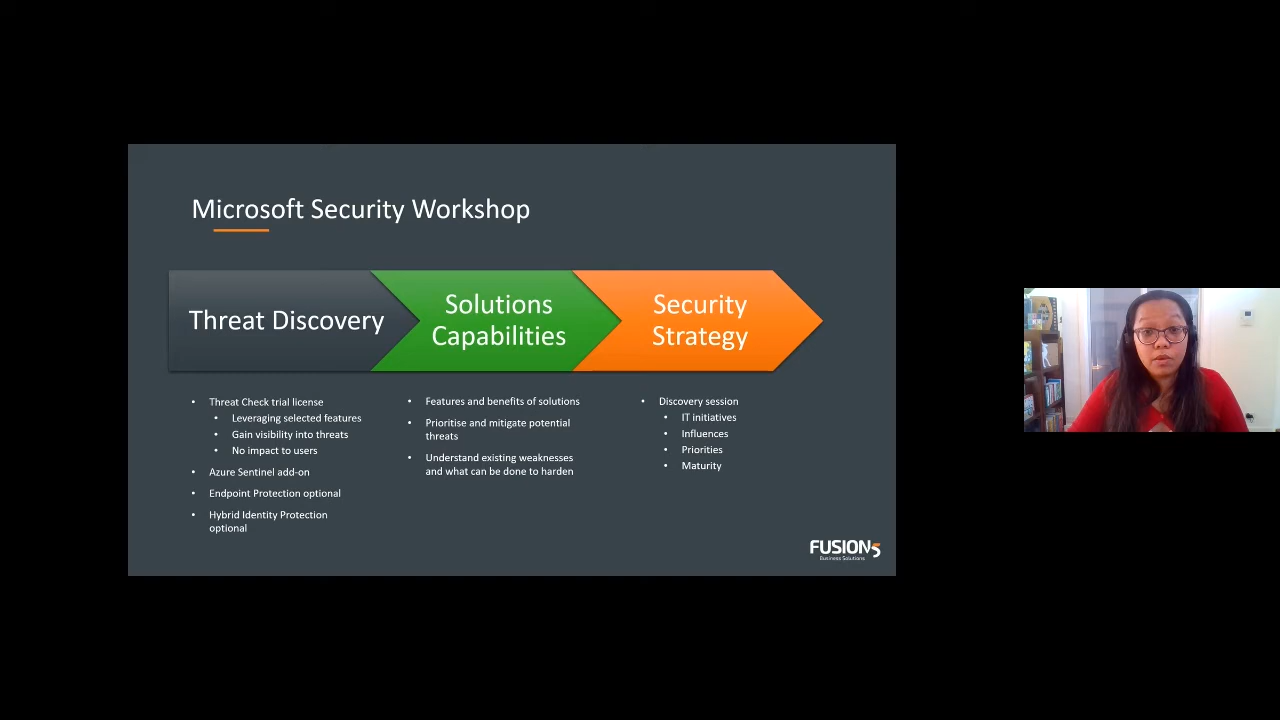 Microsoft Security Workshop
Threat Discovery
Solutions
Capabilities
Security
Strategy
• Threat Check trial license
• Leveraging selected features
• Gain visibility into threats
• No impact to users
• Azure Sentinel add-on
• Endpoint Protection optional
• Hybrid Identity Protection
optional
• Features and benefits of solutions
• Prioritise and mitigate potential
threats
• Understand existing weaknesses
and what can be done to harden
• Discovery session
• IT initiatives
• Influences
• Priorities
• Maturity
FUSION5
Business Solutions